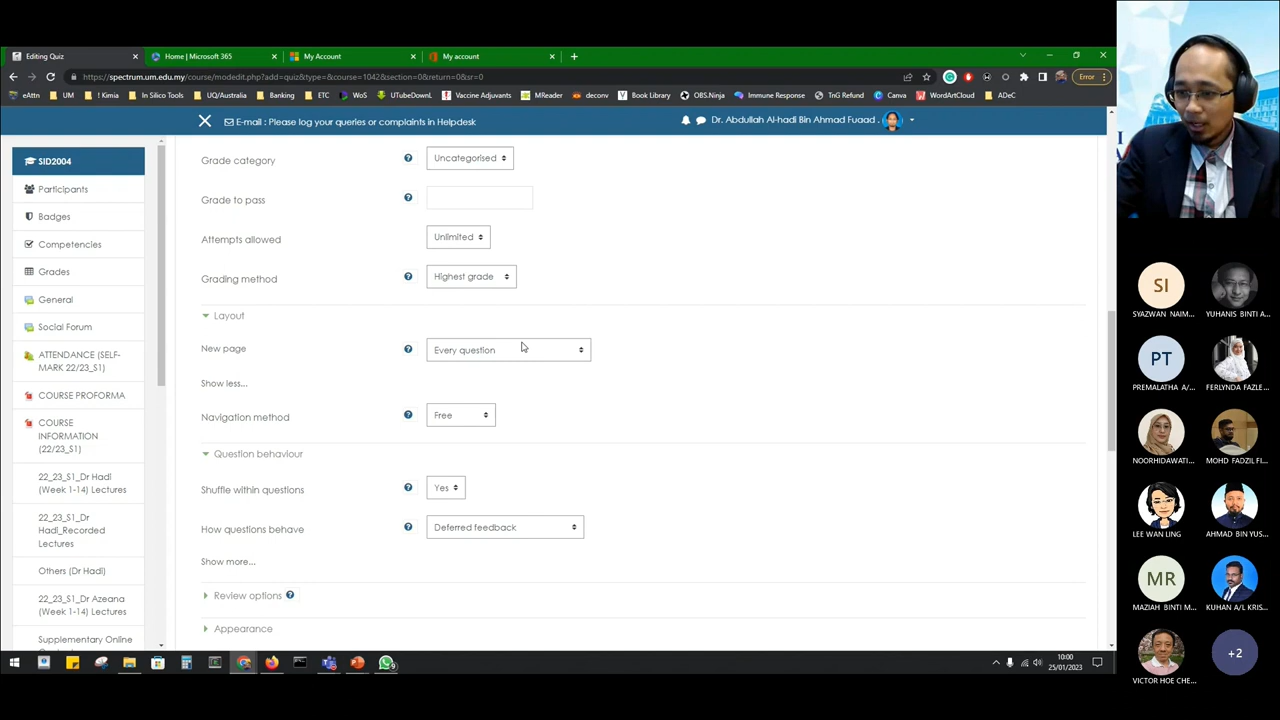 Editing Quiz
Home | Microsoft 365
My Account
My account
https://spectrum.um.edu.my/course/modedit.php?add=quiz&type=&course=1042&section=0&return=0&sr=0
Error
eAttn
UM
! Kimia
In Silico Tools
UQ/Australia
Banking
ETC
WoS
UTubeDownL
Vaccine Adjuvants
MReader
deconv
Book Library
OBS.Ninja
Immune Response
TnG Refund
Canva
WordArtCloud
ADeC
E-mail : Please log your queries or complaints in Helpdesk
Dr. Abdullah Al-hadi Bin Ahmad Fuaad .
SID2004
Participants
Badges
Competencies
Grades
General
Social Forum
ATTENDANCE (SELF-
MARK 22/23_S1)
COURSE PROFORMA
COURSE
INFORMATION
(22/23_S1)
22_23_S1_Dr Hadi
(Week 1-14) Lectures
22_23_S1_Dr
Hadi_Recorded
Lectures
Others (Dr Hadi)
22_23_S1_Dr Azeana
(Week 1-14) Lectures
Supplementary Online
Grade category
Uncategorised
Grade to pass
Attempts allowed
Unlimited
Grading method
Highest grade
Layout
New page
Every question
Show less...
Navigation method
Free
Question behaviour
Shuffle within questions
Yes
How questions behave
Deferred feedback
Show more...
Review options
Appearance
10:00
25/01/2023
SI
SYAZWAN NAIM...
YUHANIS BINTI A...
PT
PREMALATHA A/...
FERLYNDA FAZLE...
NOORHIDAWATI...
MOHD FADZIL FI...
LEE WAN LING
AHMAD BIN YUS...
MR
MAZIAH BINTI M...
KUHAN A/L KRIS...
VICTOR HOE CHE...
+2